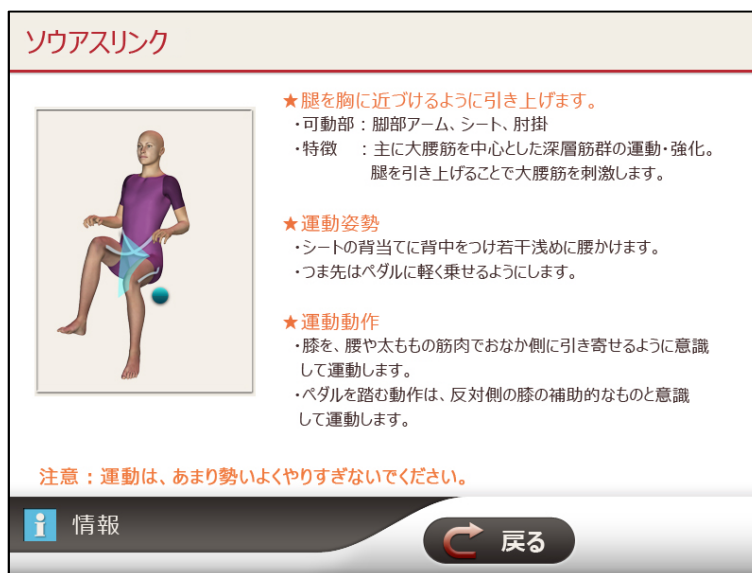 ソウアスリンク
★腿を胸に近づけるように引き上げます。
・可動部：脚部アーム、シート、肘掛
・特徴　：主に大腰筋を中心とした深層筋群の運動・強化。
腿を引き上げることで大腰筋を刺激します。
★運動姿勢
・シートの背当てに背中をつけ若干浅めに腰かけます。
・つま先はペダルに軽く乗せるようにします。
★運動動作
・膝を、腰や太ももの筋肉でおなか側に引き寄せるように意識
して運動します。
・ペダルを踏む動作は、反対側の膝の補助的なものと意識
して運動します。
注意：運動は、あまり勢いよくやりすぎないでください。
i 情報
戻る